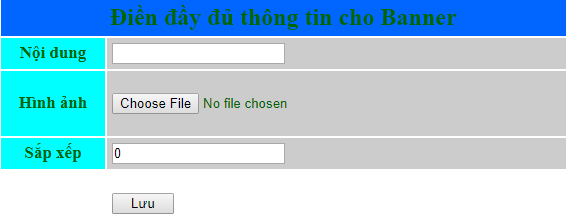 Điền đầy đủ thông tin cho Banner
Nội dung
Hình ảnh Choose File No file chosen
Sắp xếp 0
Lưu